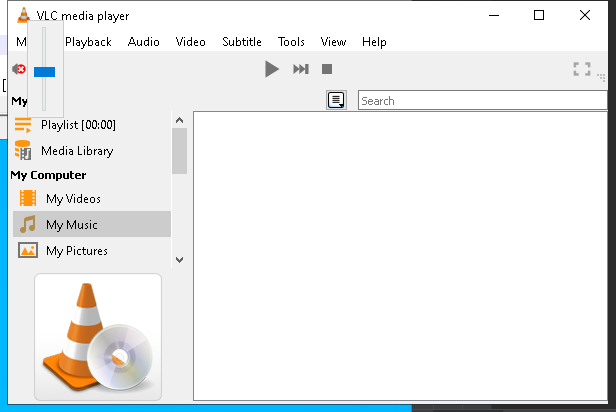 VLC media player
M Playback Audio Video Subtitle Tools View Help
My
Search
Playlist [00:00]
Media Library
My Computer
My Videos
My Music
My Pictures